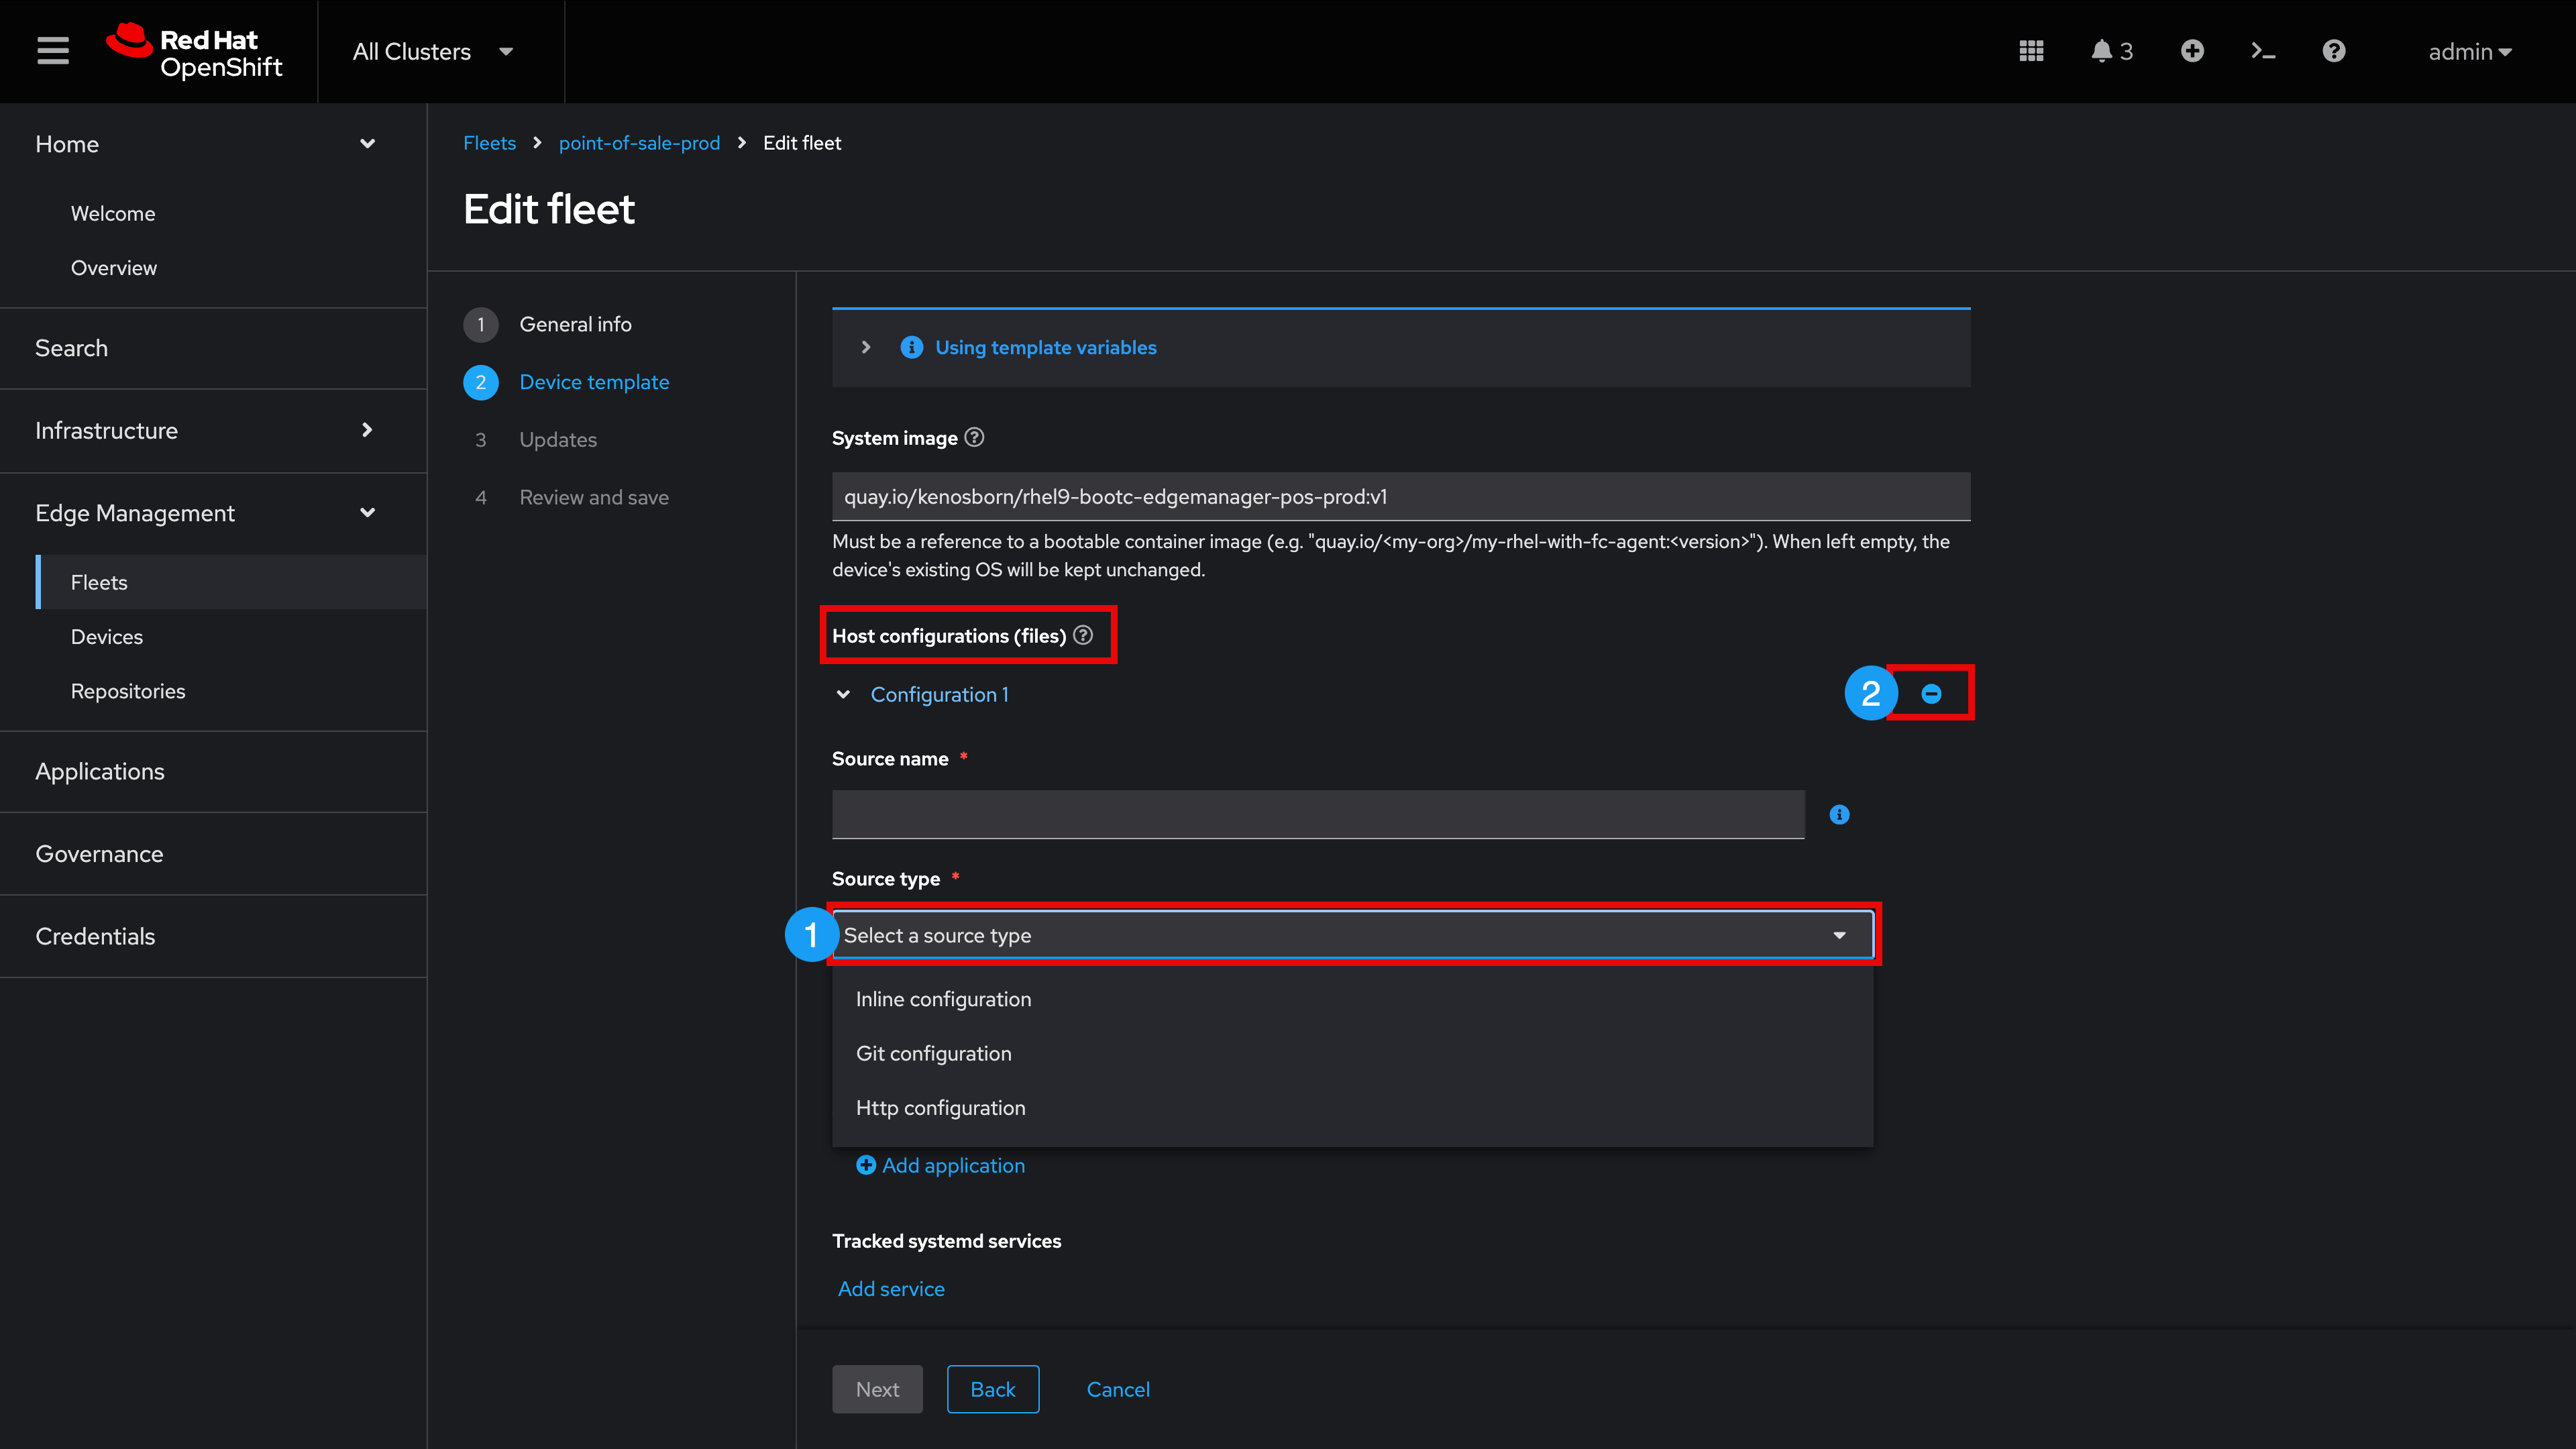 Red Hat
OpenShift
All Clusters
3
admin
Home
Welcome
Overview
Search
Infrastructure
Edge Management
Fleets
Devices
Repositories
Applications
Governance
Credentials
Fleets > point-of-sale-prod > Edit fleet
Edit fleet
1 General info
2 Device template
3 Updates
4 Review and save
Using template variables
System image
quay.io/kenosborn/rhel9-bootc-edgemanager-pos-prod:v1
Must be a reference to a bootable container image (e.g. "quay.io/<my-org>/my-rhel-with-fc-agent:<version>"). When left empty, the
device's existing OS will be kept unchanged.
Host configurations (files)
Configuration 1
2
Source name *
Source type *
1
Select a source type
Inline configuration
Git configuration
Http configuration
Add application
Tracked systemd services
Add service
Next
Back
Cancel